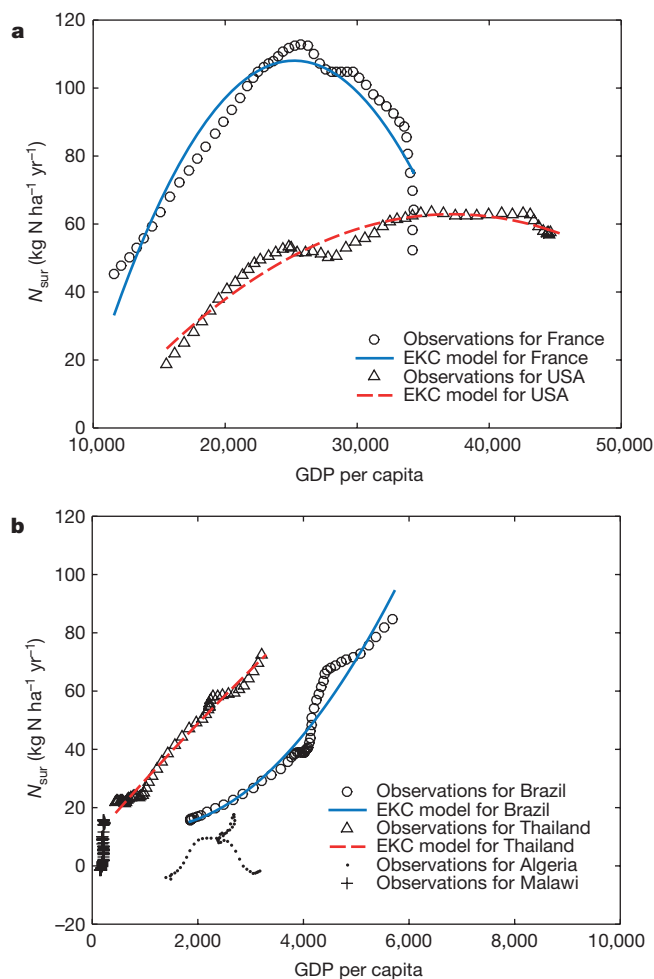 a
120
100
80
60
40
20
0
N_sur (kg N ha⁻¹ yr⁻¹)
Observations for France
EKC model for France
Observations for USA
EKC model for USA
10,000 20,000 30,000 40,000 50,000
GDP per capita
b
120
100
80
60
40
20
0
–20
N_sur (kg N ha⁻¹ yr⁻¹)
Observations for Brazil
EKC model for Brazil
Observations for Thailand
EKC model for Thailand
Observations for Algeria
Observations for Malawi
0 2,000 4,000 6,000 8,000 10,000
GDP per capita